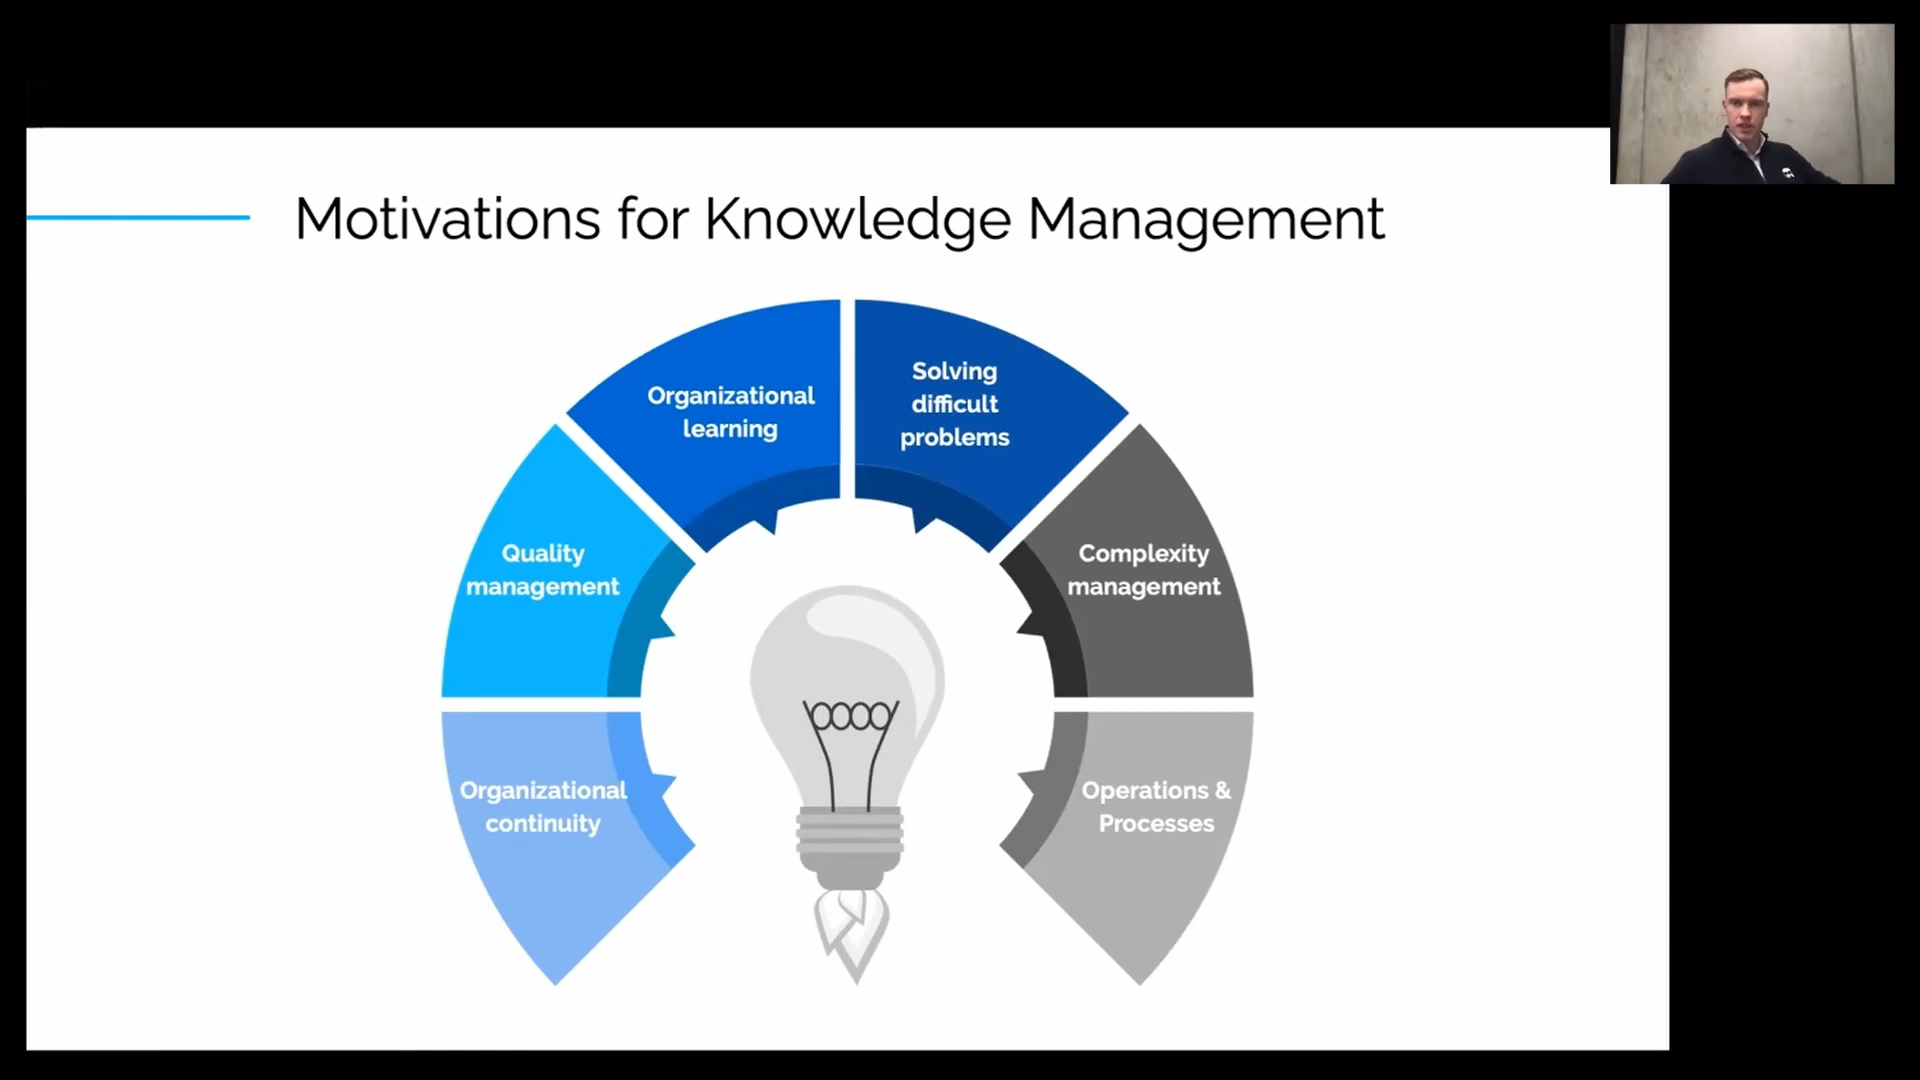 Motivations for Knowledge Management
Organizational
learning
Solving
difficult
problems
Quality
management
Complexity
management
Organizational
continuity
Operations &
Processes